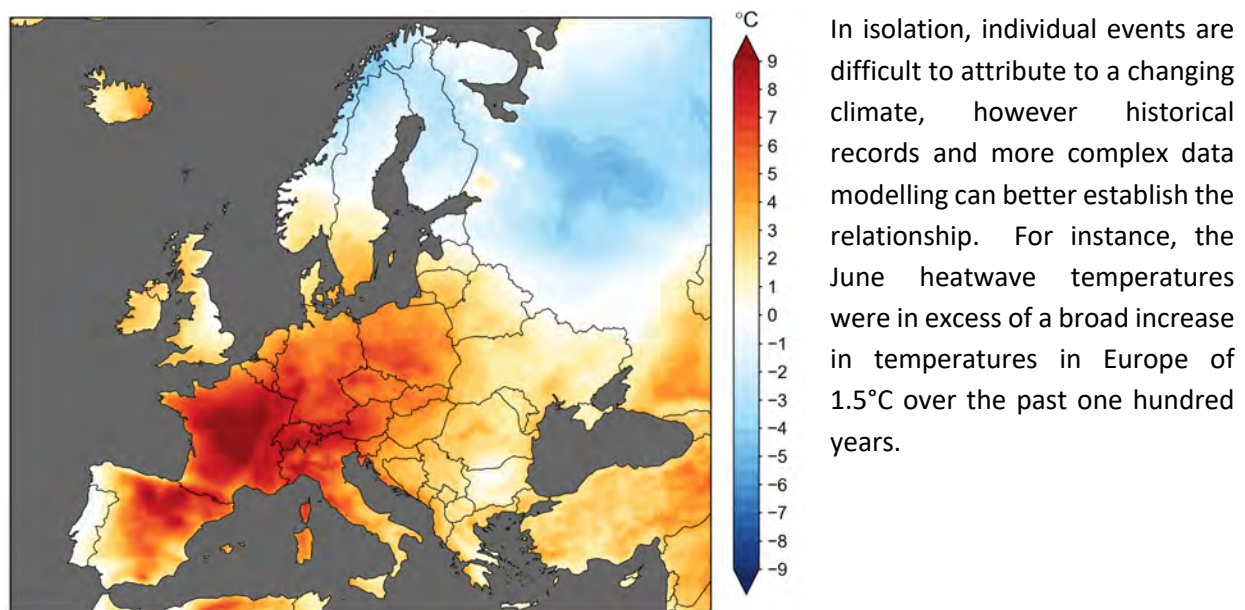 °C
9
8
7
6
5
4
3
2
1
0
−1
−2
−3
−4
−5
−6
−7
−8
−9
In isolation, individual events are
difficult to attribute to a changing
climate, however historical
records and more complex data
modelling can better establish the
relationship. For instance, the
June heatwave temperatures
were in excess of a broad increase
in temperatures in Europe of
1.5°C over the past one hundred
years.